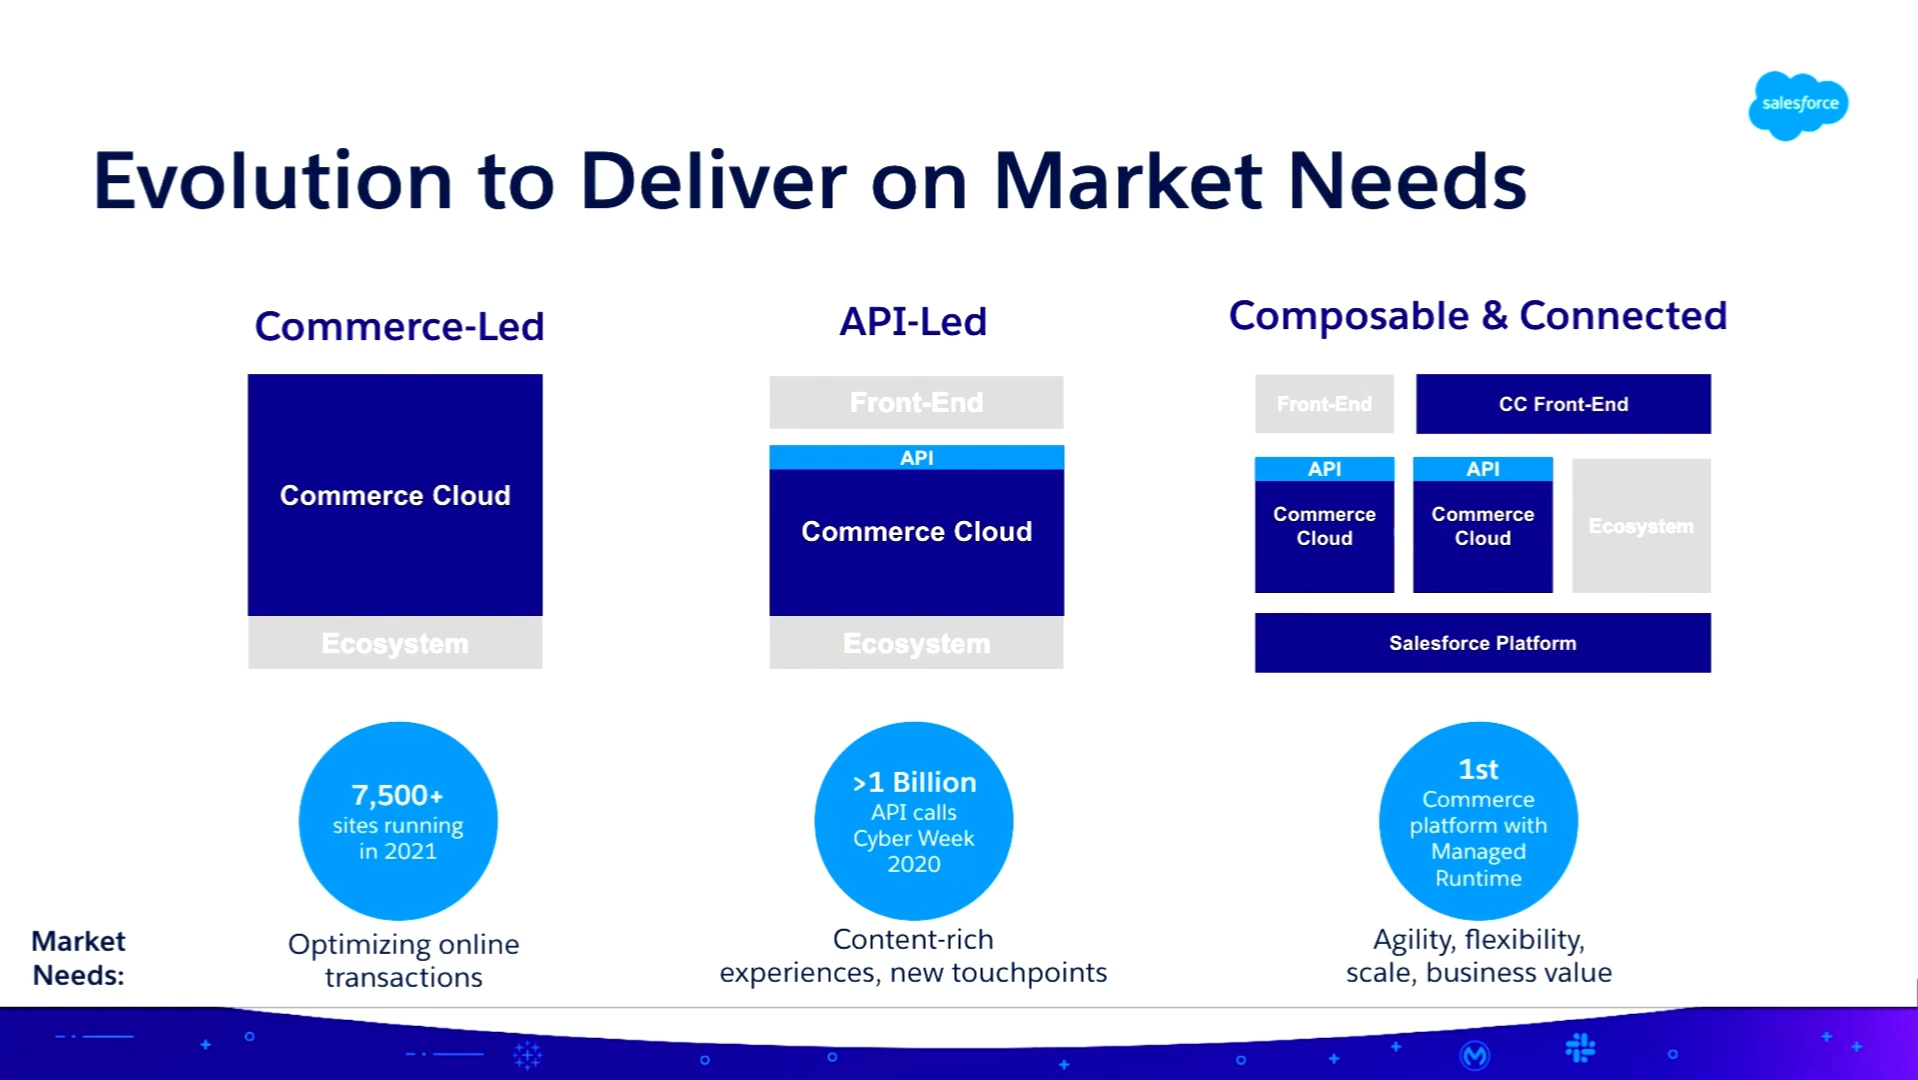 salesforce
Evolution to Deliver on Market Needs
Commerce-Led
Commerce Cloud
Ecosystem
7,500+
sites running
in 2021
Optimizing online
transactions
API-Led
Front-End
API
Commerce Cloud
Ecosystem
>1 Billion
API calls
Cyber Week
2020
Content-rich
experiences, new touchpoints
Composable & Connected
Front-End
CC Front-End
API
Commerce
Cloud
API
Commerce
Cloud
Ecosystem
Salesforce Platform
1st
Commerce
platform with
Managed
Runtime
Agility, flexibility,
scale, business value
Market
Needs: